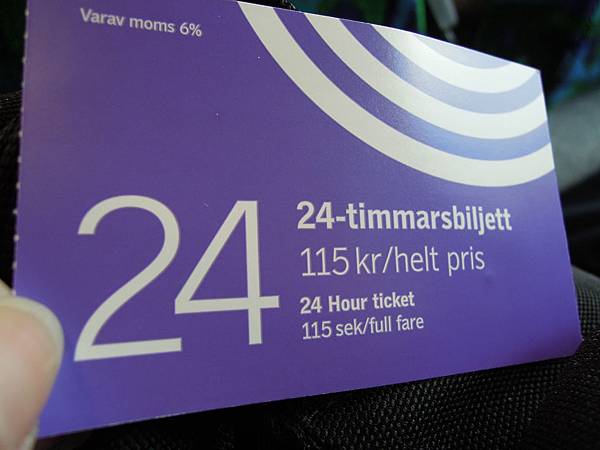 Varav moms 6%
24
24-timmarsbiljett
115 kr/helt pris
24 Hour ticket
115 sek/full fare